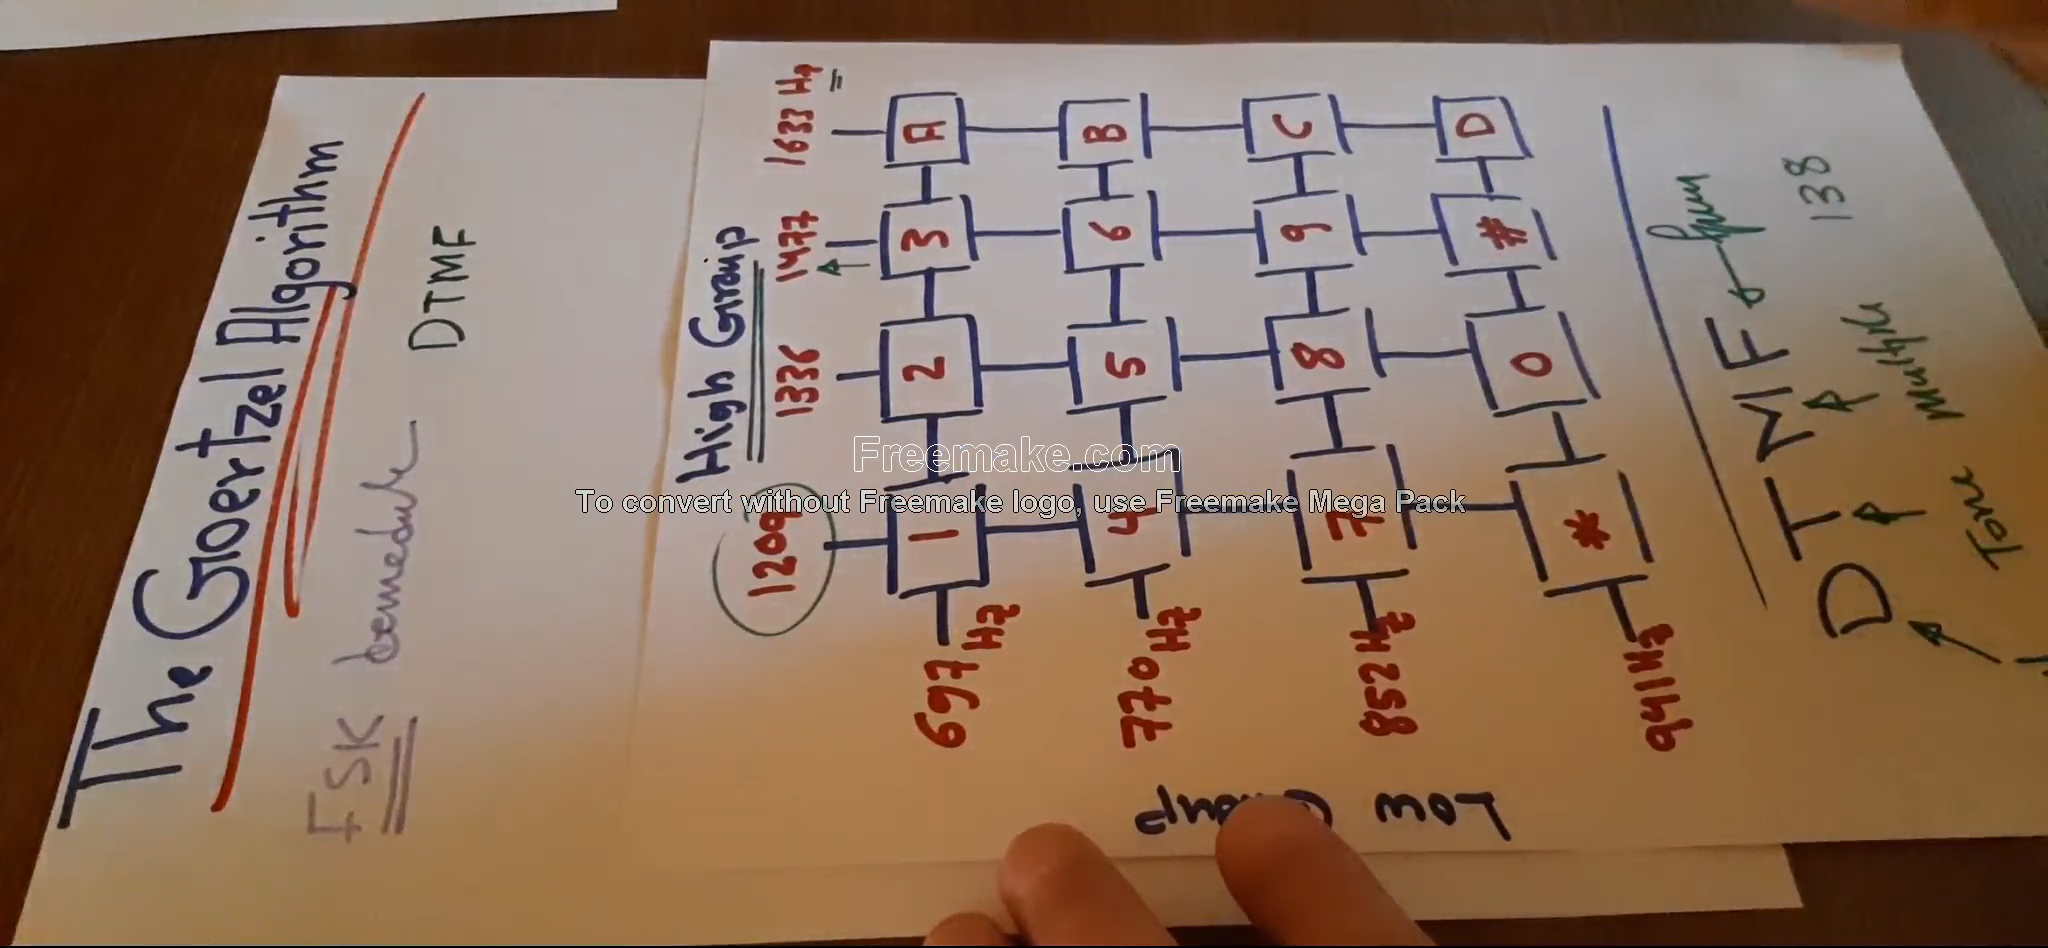 The Goertzel Algorithm
FSK
DTMF
High Group
1209 1336 1477 1633 Hz
697 Hz 1 2 3 A
770 Hz 4 5 6 B
852 Hz 7 8 9 C
941 Hz * 0 # D
Low Group
DTMF
Tone Multiple 138
Freemake.com
To convert without Freemake logo, use Freemake Mega Pack